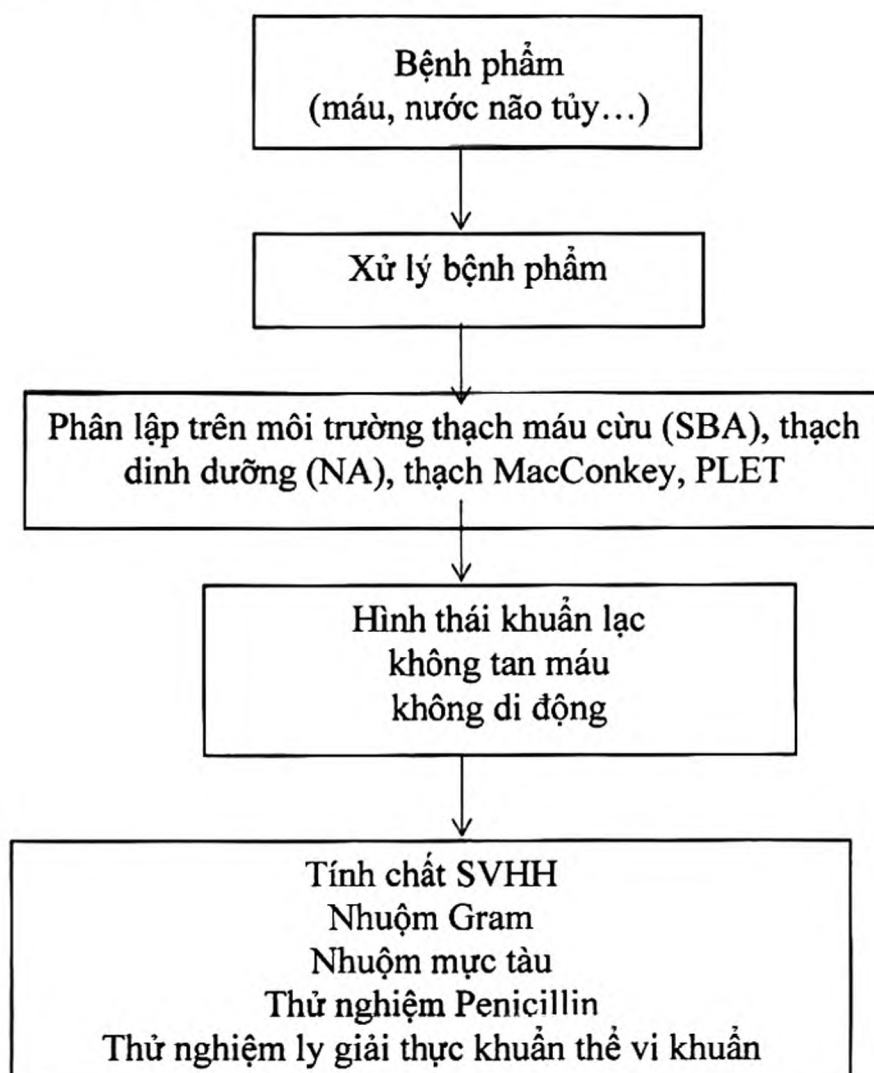 Bệnh phẩm
(máu, nước não tủy...)
Xử lý bệnh phẩm
Phân lập trên môi trường thạch máu cừu (SBA), thạch
dinh dưỡng (NA), thạch MacConkey, PLET
Hình thái khuẩn lạc
không tan máu
không di động
Tính chất SVHH
Nhuộm Gram
Nhuộm mực tàu
Thử nghiệm Penicillin
Thử nghiệm ly giải thực khuẩn thể vi khuẩn